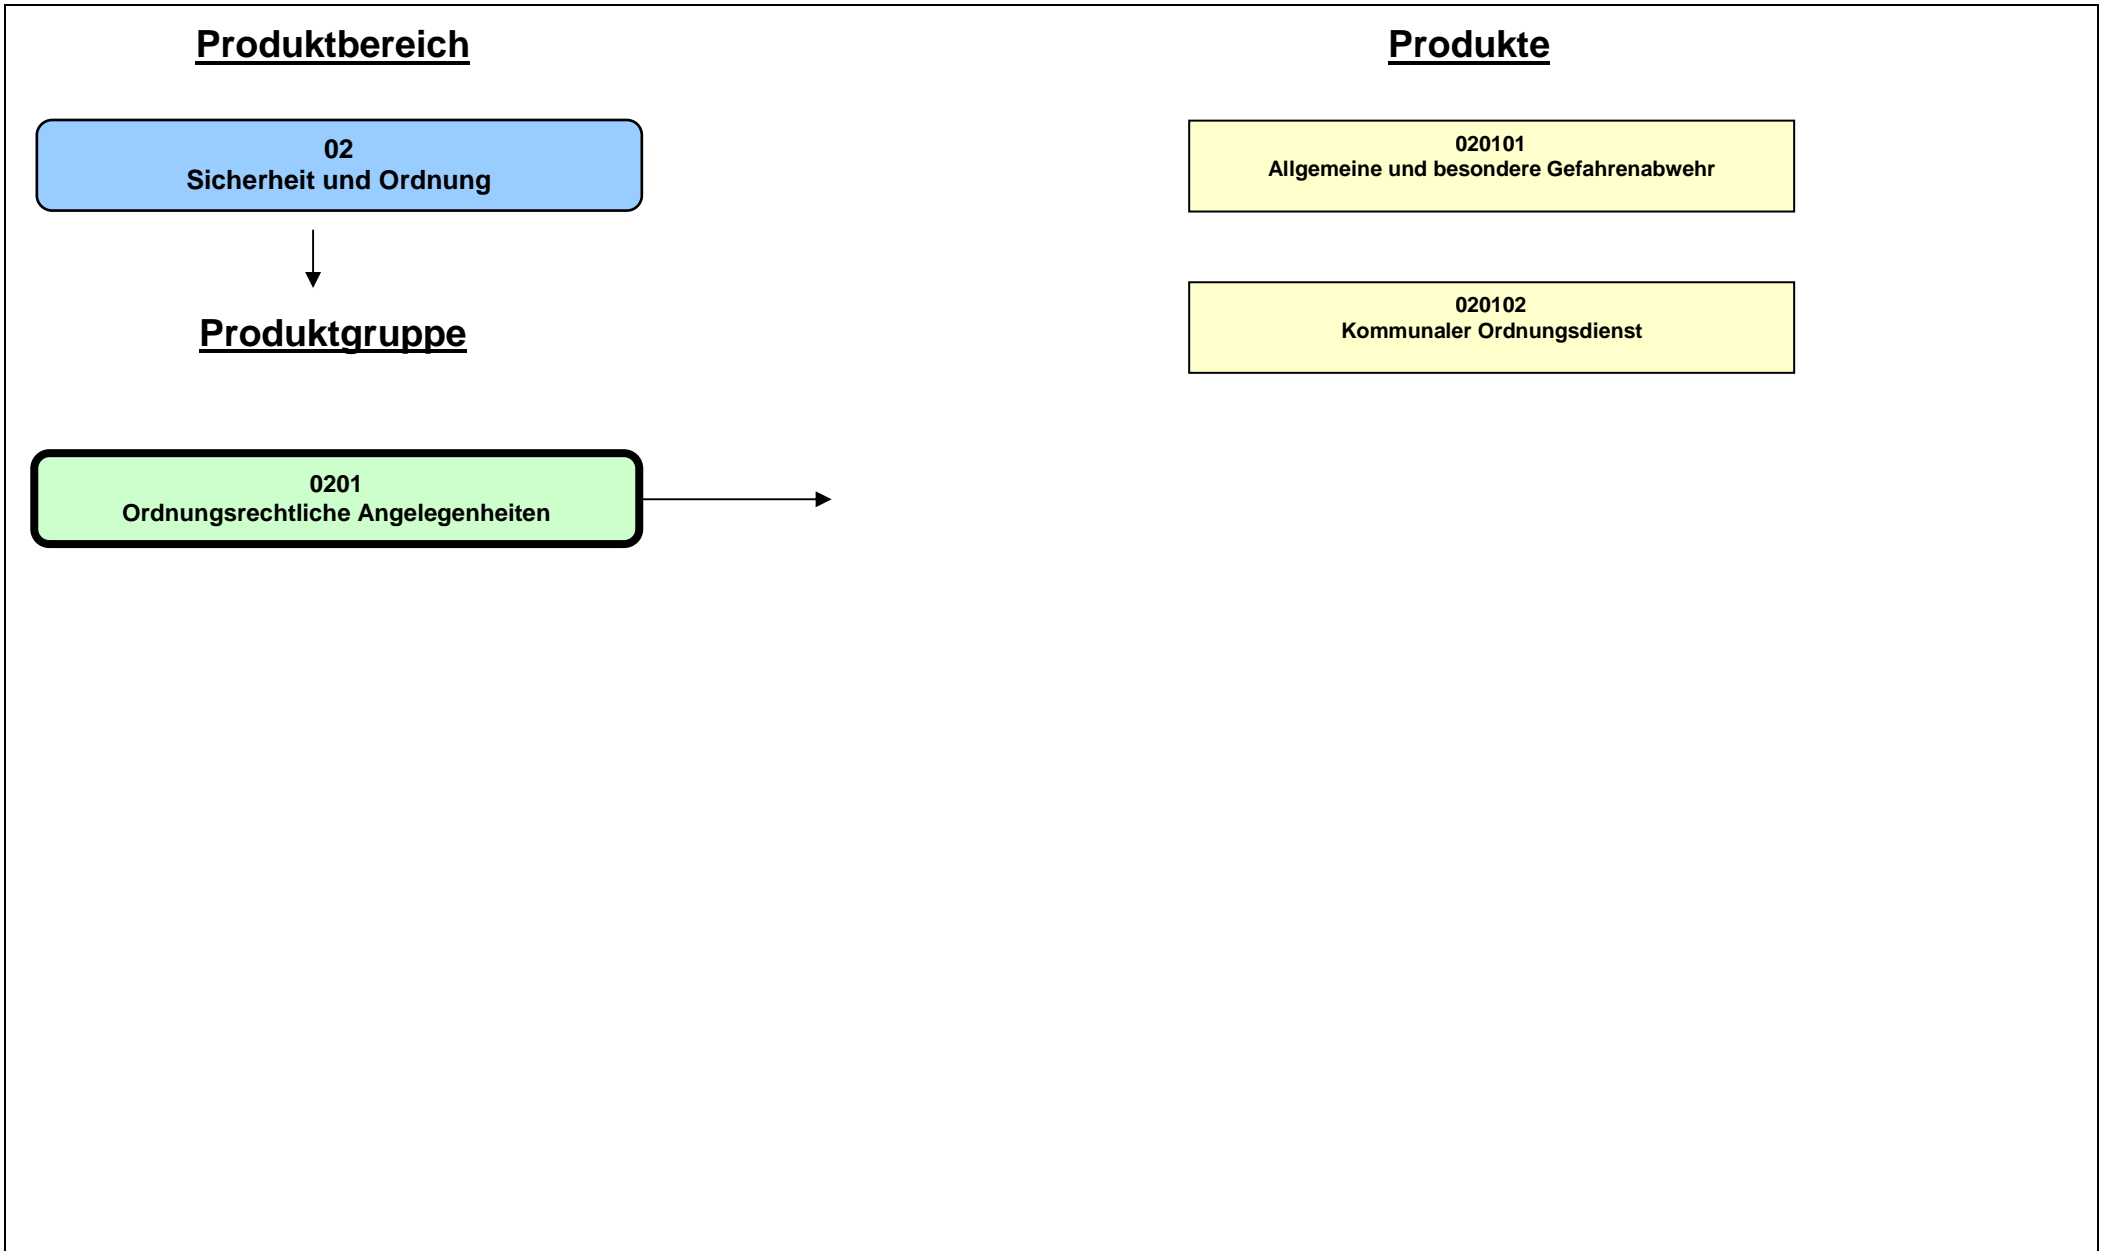 Produktbereich
02
Sicherheit und Ordnung
Produktgruppe
0201
Ordnungsrechtliche Angelegenheiten
Produkte
020101
Allgemeine und besondere Gefahrenabwehr
020102
Kommunaler Ordnungsdienst